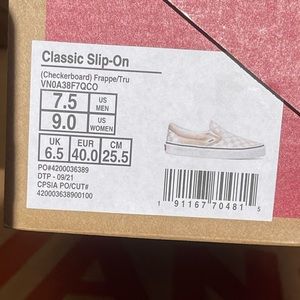 Classic Slip-On
(Checkerboard) Frappe/Tru
VN0A38F7QCO
7.5 US MEN
9.0 US WOMEN
UK EUR CM
6.5 40.0 25.5
PO#4200036389
DTP - 09/21
CPSIA PO/CUT#
420003638900100
1 91167 70481 5